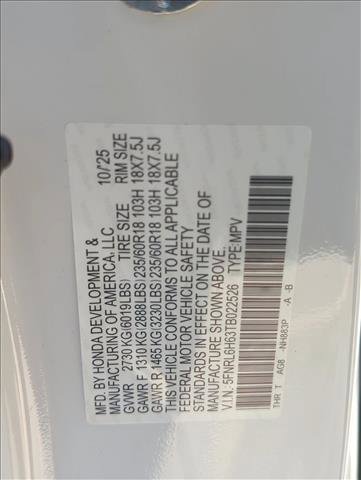 MFD. BY HONDA DEVELOPMENT & 10/'25
MANUFACTURING OF AMERICA, LLC
GVWR 2730 KG(6019LBS) TIRE SIZE RIM SIZE
GAWR F 1310 KG(2888LBS)235/60R18 103H 18X7.5J
GAWR R 1465 KG(3230LBS)235/60R18 103H 18X7.5J
THIS VEHICLE CONFORMS TO ALL APPLICABLE
FEDERAL MOTOR VEHICLE SAFETY
STANDARDS IN EFFECT ON THE DATE OF
MANUFACTURE SHOWN ABOVE.
V.I.N.:5FNRL6H63TB022526 TYPE:MPV
THR T AG8 -NH883P -A -B